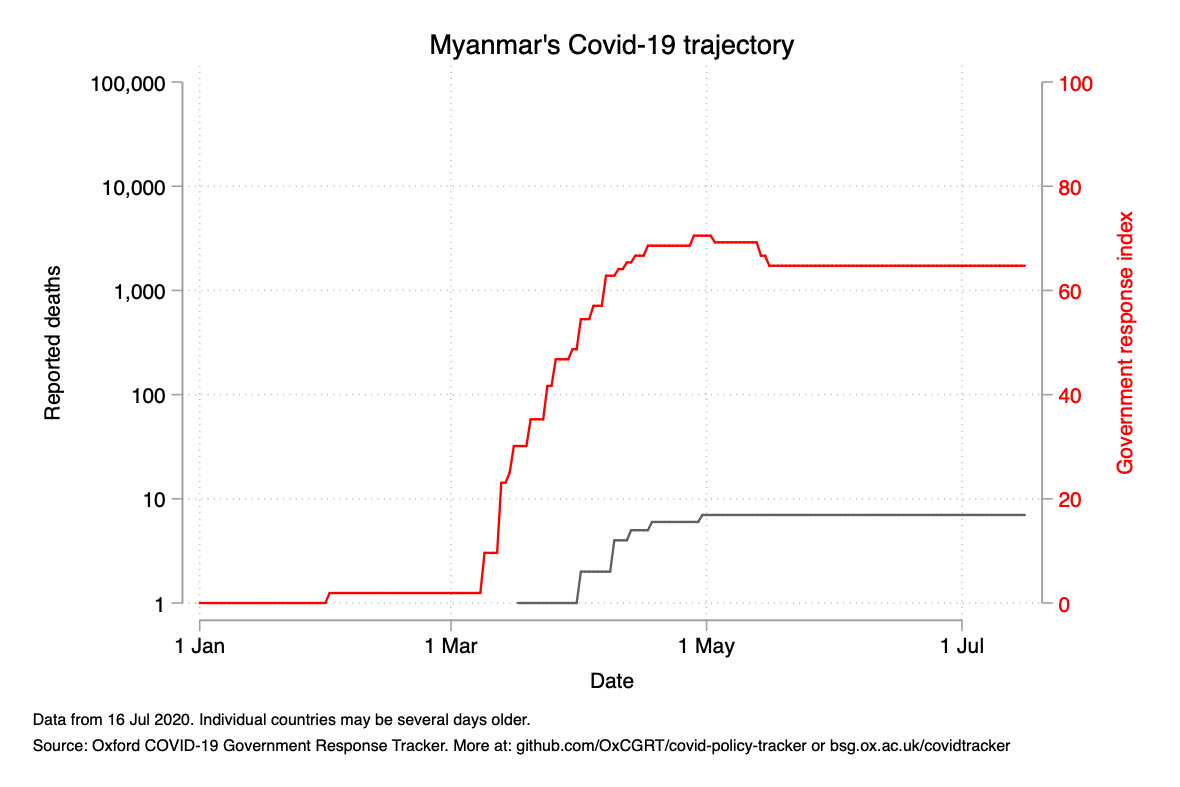 Myanmar's Covid-19 trajectory
100,000
10,000
1,000
100
10
1
Reported deaths
100
80
60
40
20
0
Government response index
1 Jan
1 Mar
1 May
1 Jul
Date
Data from 16 Jul 2020. Individual countries may be several days older.
Source: Oxford COVID-19 Government Response Tracker. More at: github.com/OxCGRT/covid-policy-tracker or bsg.ox.ac.uk/covidtracker